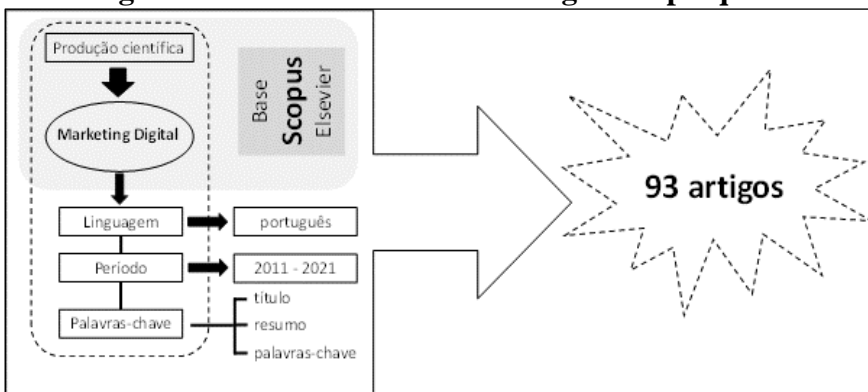 Produção científica
Marketing Digital
Base
Scopus
Elsevier
Linguagem
português
Período
2011 - 2021
Palavras-chave
título
resumo
palavras-chave
93 artigos